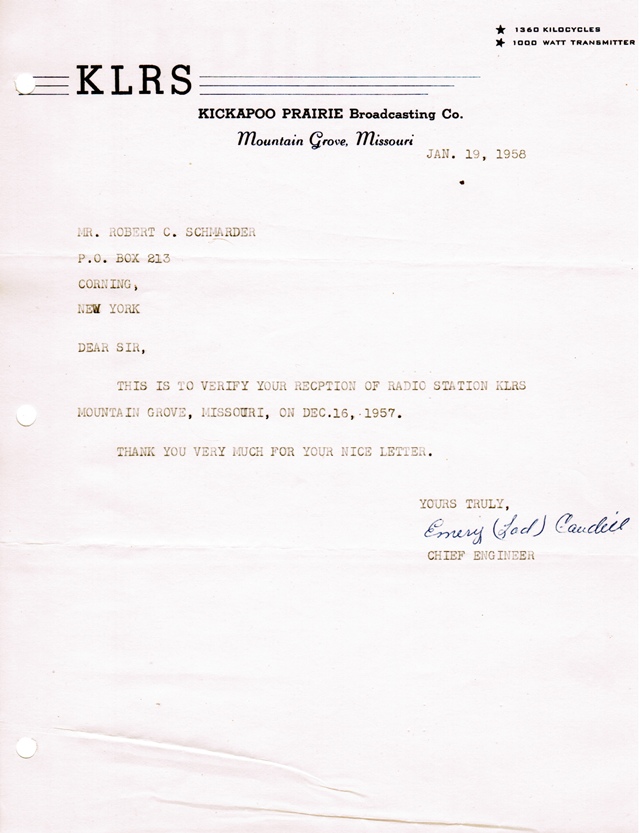 ★ 1360 KILOCYCLES
★ 1000 WATT TRANSMITTER
KLRS
KICKAPOO PRAIRIE Broadcasting Co.
Mountain Grove, Missouri
JAN. 19, 1958
MR. ROBERT C. SCHMARDER
P.O. BOX 213
CORNING,
NEW YORK
DEAR SIR,
THIS IS TO VERIFY YOUR RECPTION OF RADIO STATION KLRS
MOUNTAIN GROVE, MISSOURI, ON DEC.16, 1957.
THANK YOU VERY MUCH FOR YOUR NICE LETTER.
YOURS TRULY,
Emery (Lad) Caudill
CHIEF ENGINEER